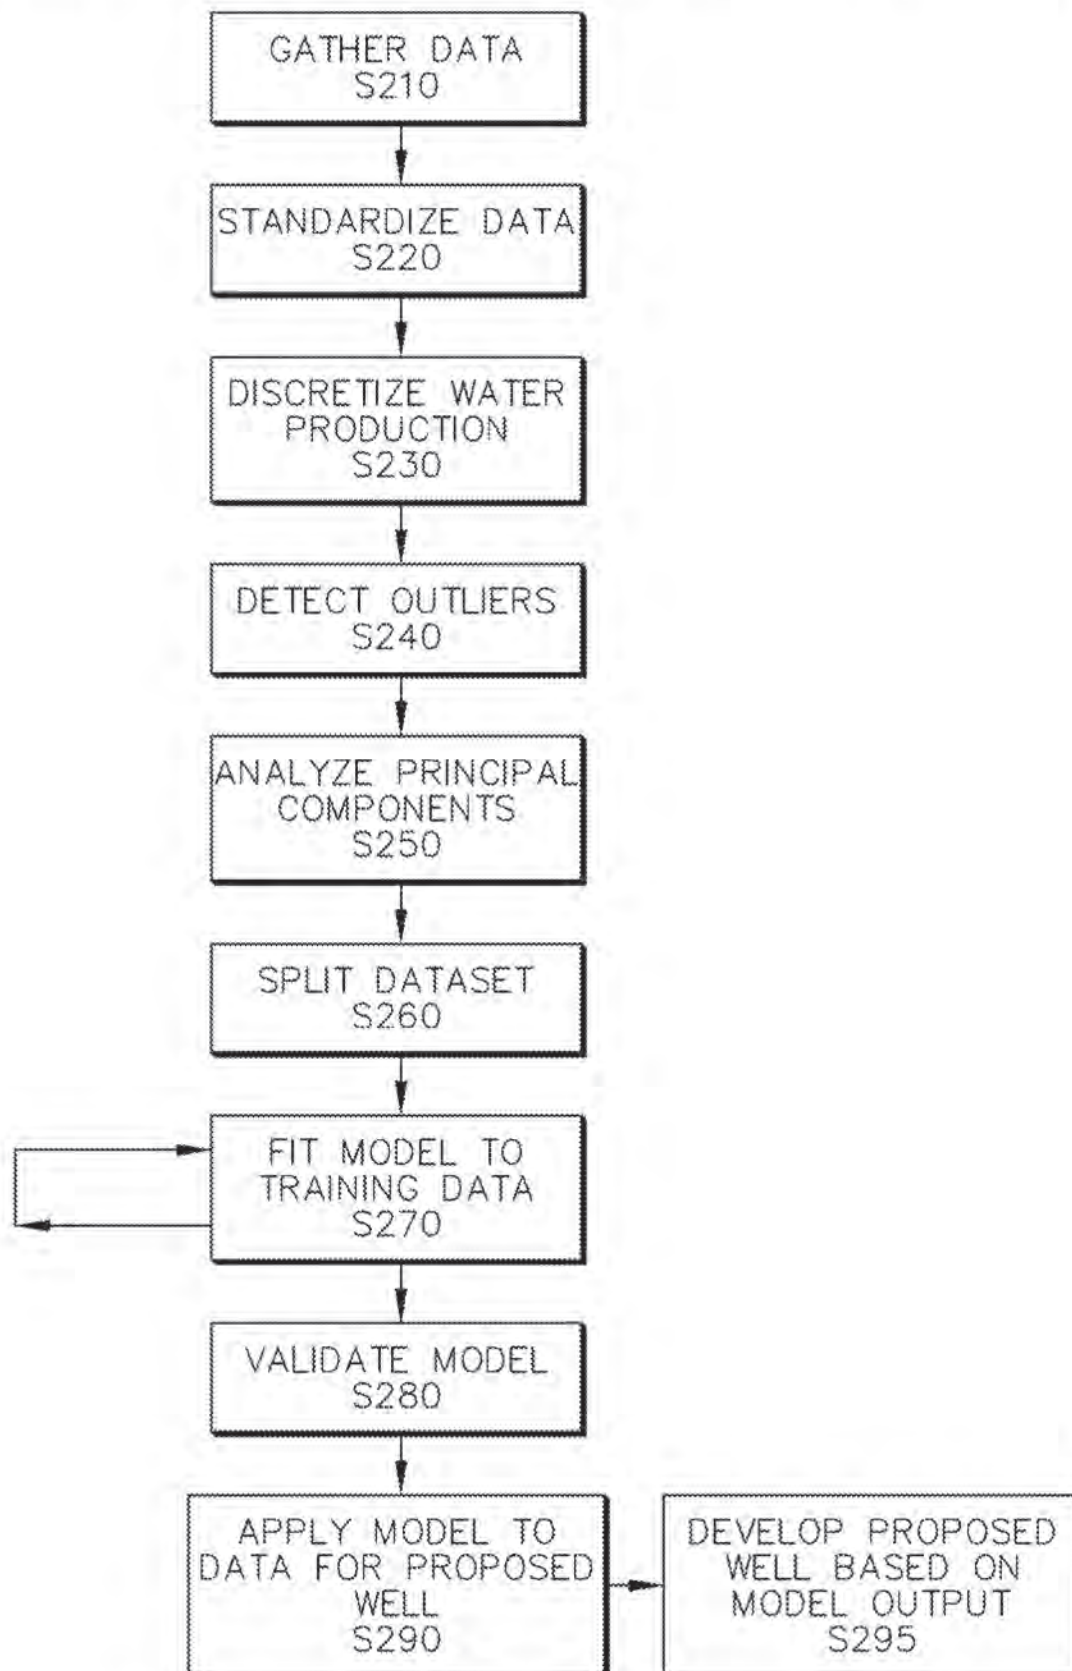 GATHER DATA
S210
STANDARDIZE DATA
S220
DISCRETIZE WATER
PRODUCTION
S230
DETECT OUTLIERS
S240
ANALYZE PRINCIPAL
COMPONENTS
S250
SPLIT DATASET
S260
FIT MODEL TO
TRAINING DATA
S270
VALIDATE MODEL
S280
APPLY MODEL TO
DATA FOR PROPOSED
WELL
S290
DEVELOP PROPOSED
WELL BASED ON
MODEL OUTPUT
S295